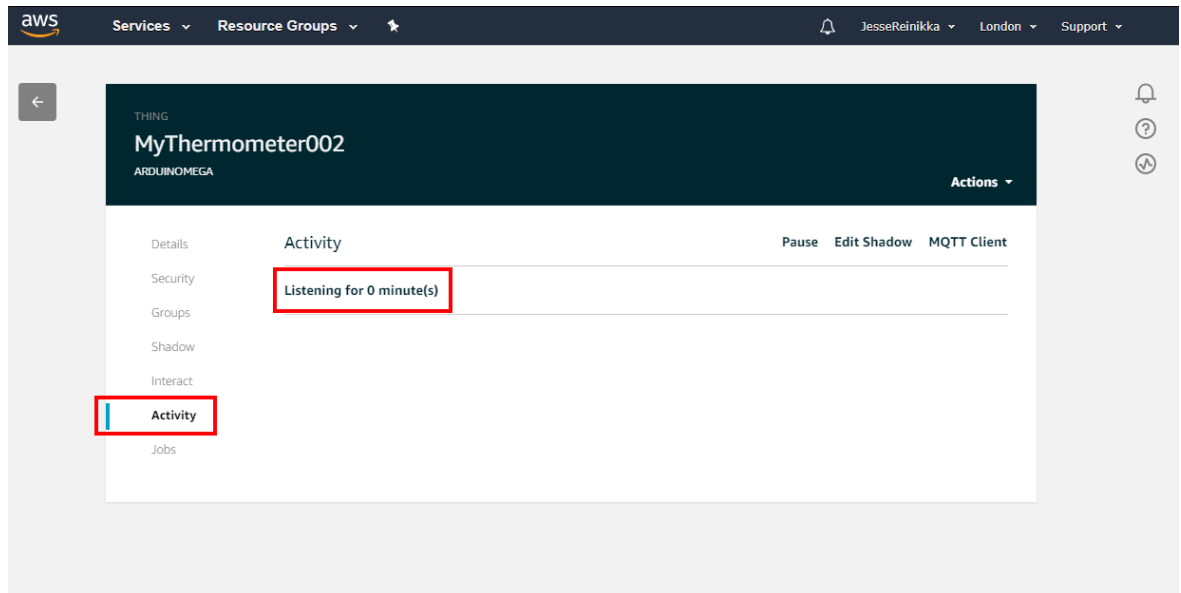 aws Services Resource Groups JesseReinikka London Support
THING
MyThermometer002
ARDUINOMEGA
Actions
Details
Security
Groups
Shadow
Interact
Activity
Jobs
Activity Pause Edit Shadow MQTT Client
Listening for 0 minute(s)